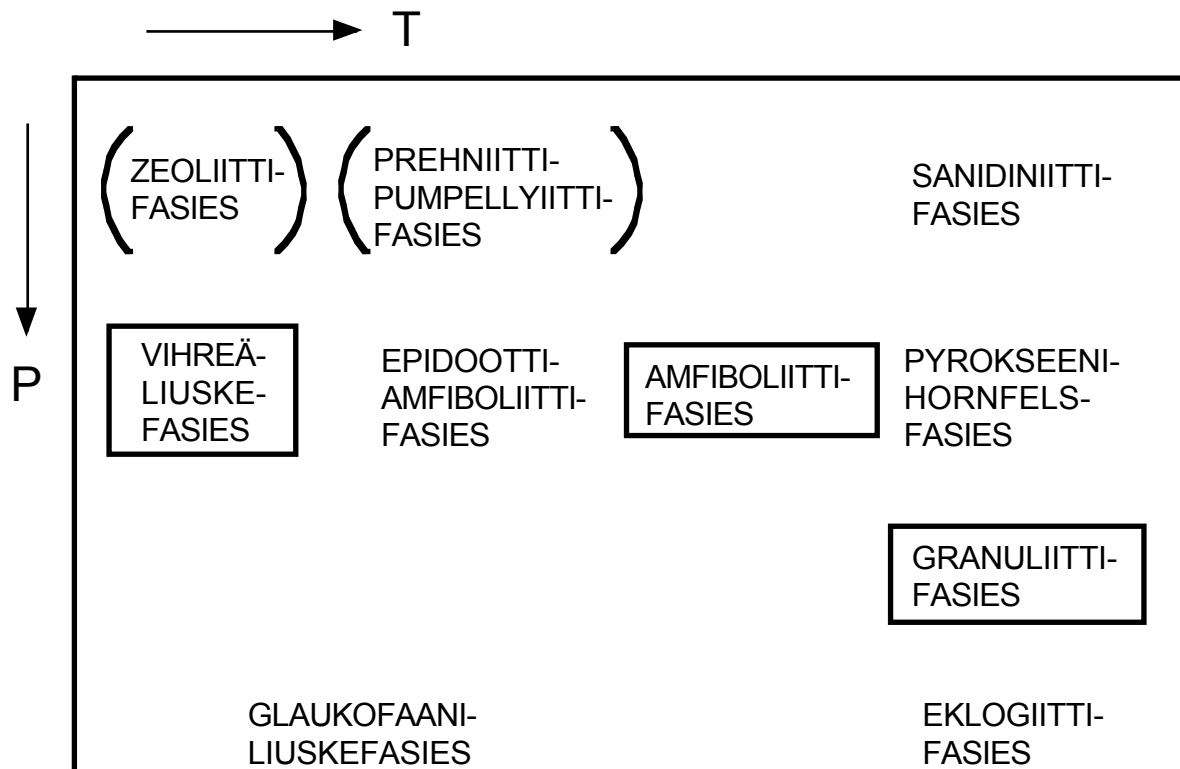 T
P
ZEOLIITTI-
FASIES
PREHNIITTI-
PUMPELLYIITTI-
FASIES
SANIDINIITTI-
FASIES
VIHREÄ-
LIUSKE-
FASIES
EPIDOOTTI-
AMFIBOLIITTI-
FASIES
AMFIBOLIITTI-
FASIES
PYROKSEENI-
HORNFELS-
FASIES
GRANULIITTI-
FASIES
GLAUKOFAANI-
LIUSKEFASIES
EKLOGIITTI-
FASIES